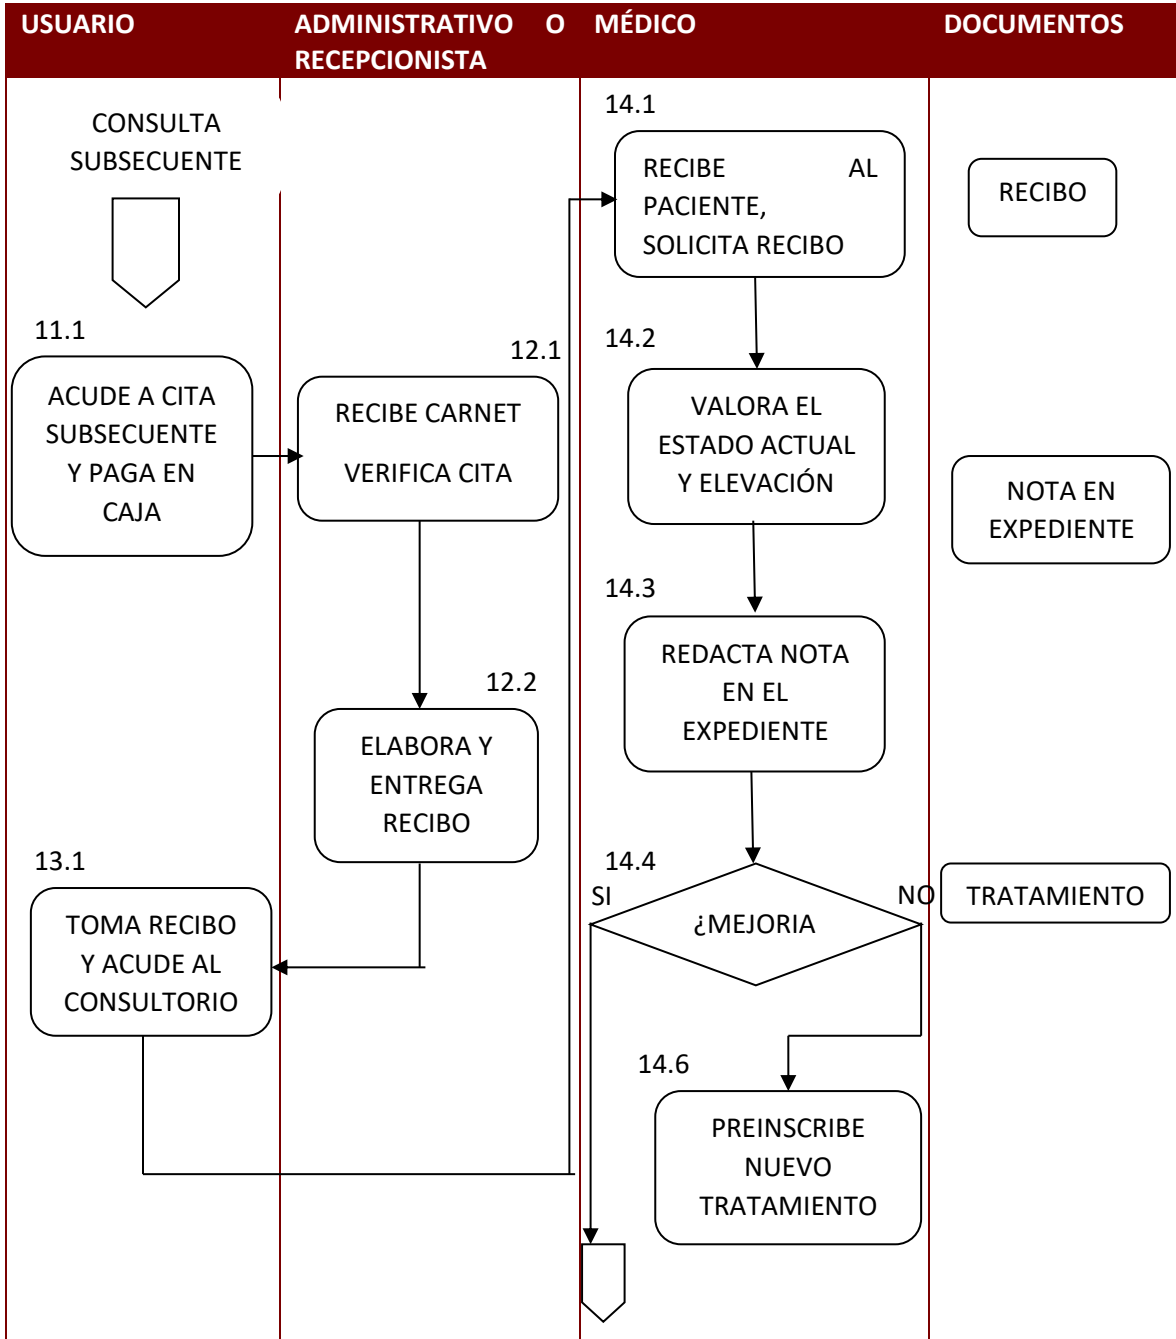 USUARIO
ADMINISTRATIVO O
RECEPCIONISTA
MÉDICO
DOCUMENTOS
CONSULTA
SUBSECUENTE
11.1
ACUDE A CITA
SUBSECUENTE
Y PAGA EN
CAJA
12.1
RECIBE CARNET
VERIFICA CITA
12.2
ELABORA Y
ENTREGA
RECIBO
13.1
TOMA RECIBO
Y ACUDE AL
CONSULTORIO
14.1
RECIBE AL
PACIENTE,
SOLICITA RECIBO
14.2
VALORA EL
ESTADO ACTUAL
Y ELEVACIÓN
14.3
REDACTA NOTA
EN EL
EXPEDIENTE
14.4
SI
¿MEJORIA
NO
14.6
PREINSCRIBE
NUEVO
TRATAMIENTO
RECIBO
NOTA EN
EXPEDIENTE
TRATAMIENTO